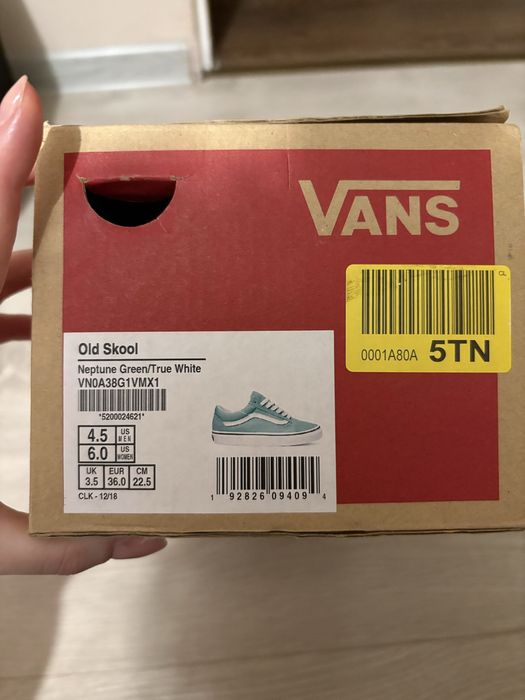 VANS
0001A80A 5TN
P
Old Skool
Neptune Green/True White
VN0A38G1VMX1
*5200024621*
4.5 US MEN
6.0 US WOMEN
UK EUR CM
3.5 36.0 22.5
CLK - 12/18
1 92826 09409 4